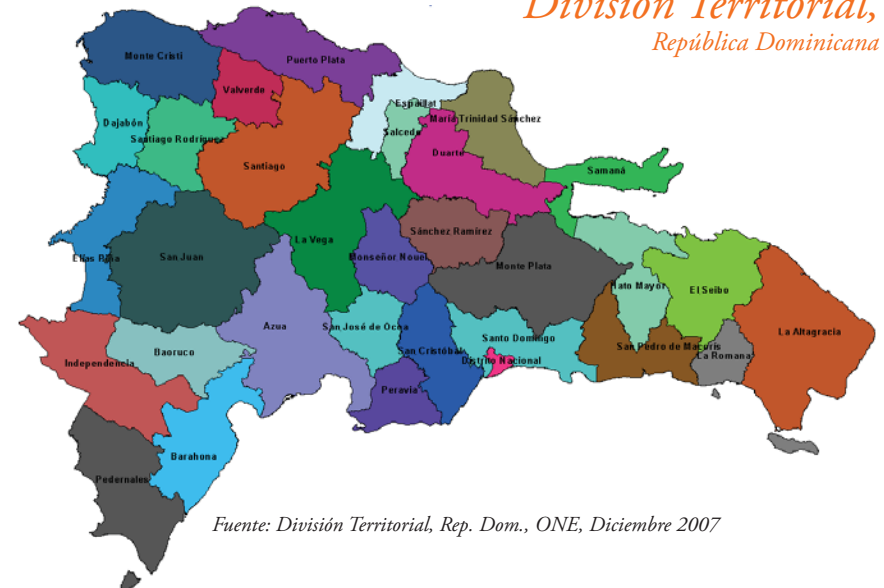 División Territorial,
República Dominicana
Monte Cristi
Puerto Plata
Valverde
Espaillat
María Trinidad Sánchez
Dajabón
Santiago Rodríguez
Salcedo
Duarte
Santiago
Samaná
Elías Piña
San Juan
La Vega
Sánchez Ramírez
Monseñor Nouel
Monte Plata
Hato Mayor
El Seibo
La Altagracia
Azua
San José de Ocoa
Santo Domingo
San Cristóbal
Distrito Nacional
San Pedro de Macorís
La Romana
Baoruco
Independencia
Peravia
Barahona
Pedernales
Fuente: División Territorial, Rep. Dom., ONE, Diciembre 2007